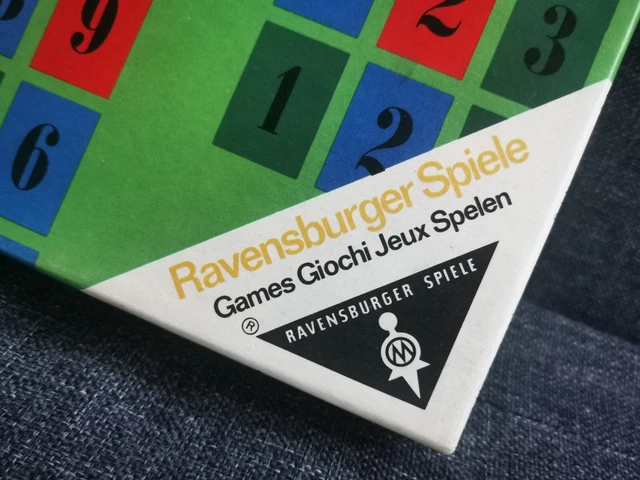 9
2
3
1
2
6
Ravensburger Spiele
Games Giochi Jeux Spelen
®
RAVENSBURGER SPIELE
M